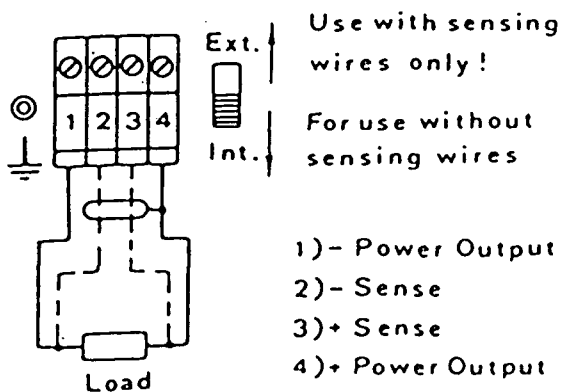 Ext.
Use with sensing
wires only!
1 2 3 4
Int.
For use without
sensing wires
1)- Power Output
2)- Sense
3)+ Sense
4)+ Power Output
Load